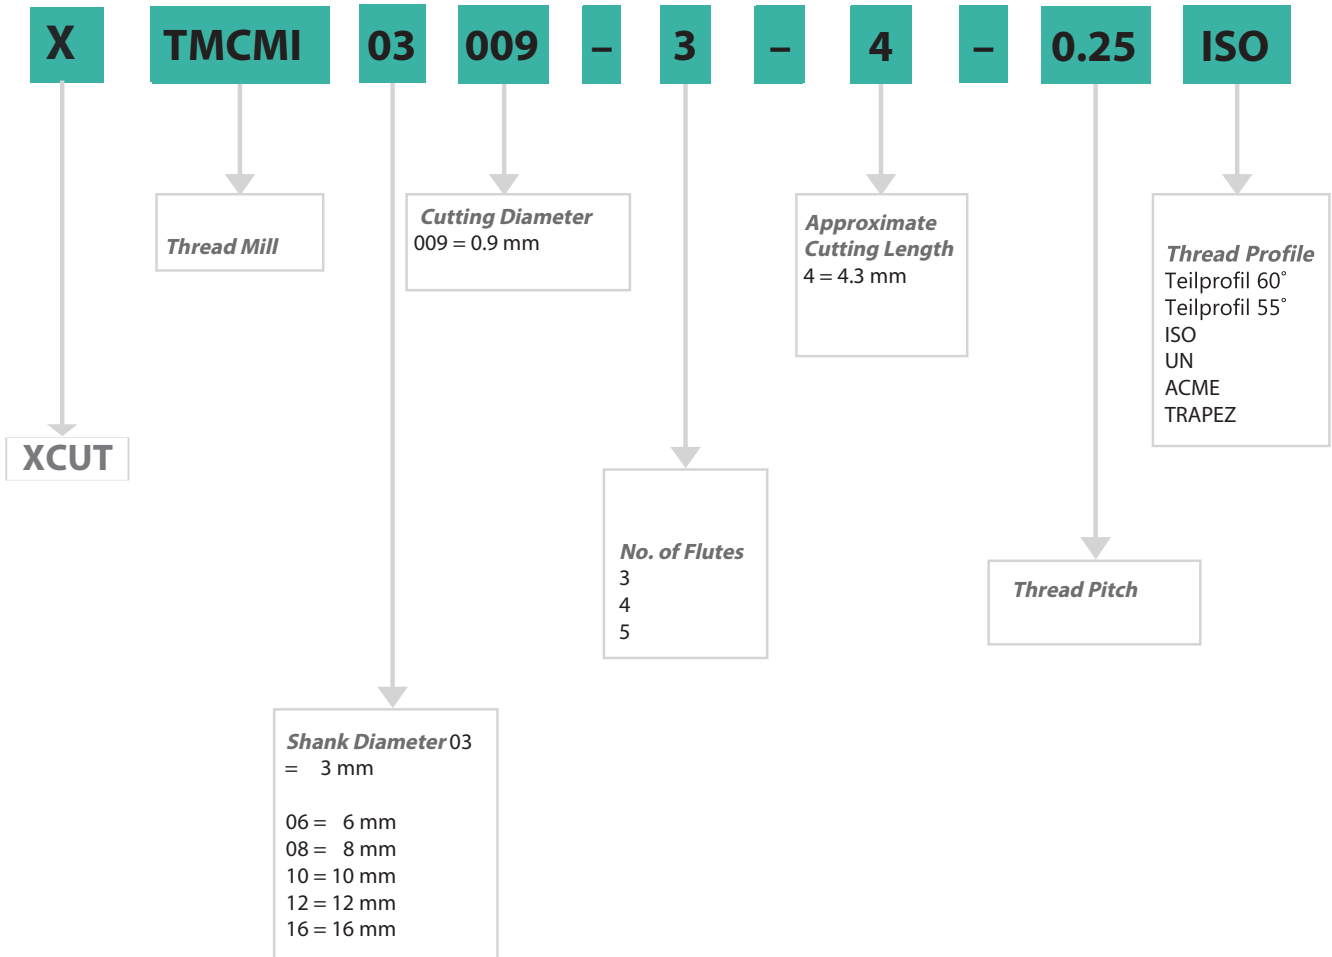 X TMCMI 03 009 – 3 – 4 – 0.25 ISO
XCUT
Thread Mill
Shank Diameter 03
= 3 mm
06 = 6 mm
08 = 8 mm
10 = 10 mm
12 = 12 mm
16 = 16 mm
Cutting Diameter
009 = 0.9 mm
No. of Flutes
3
4
5
Approximate
Cutting Length
4 = 4.3 mm
Thread Pitch
Thread Profile
Teilprofil 60°
Teilprofil 55°
ISO
UN
ACME
TRAPEZ